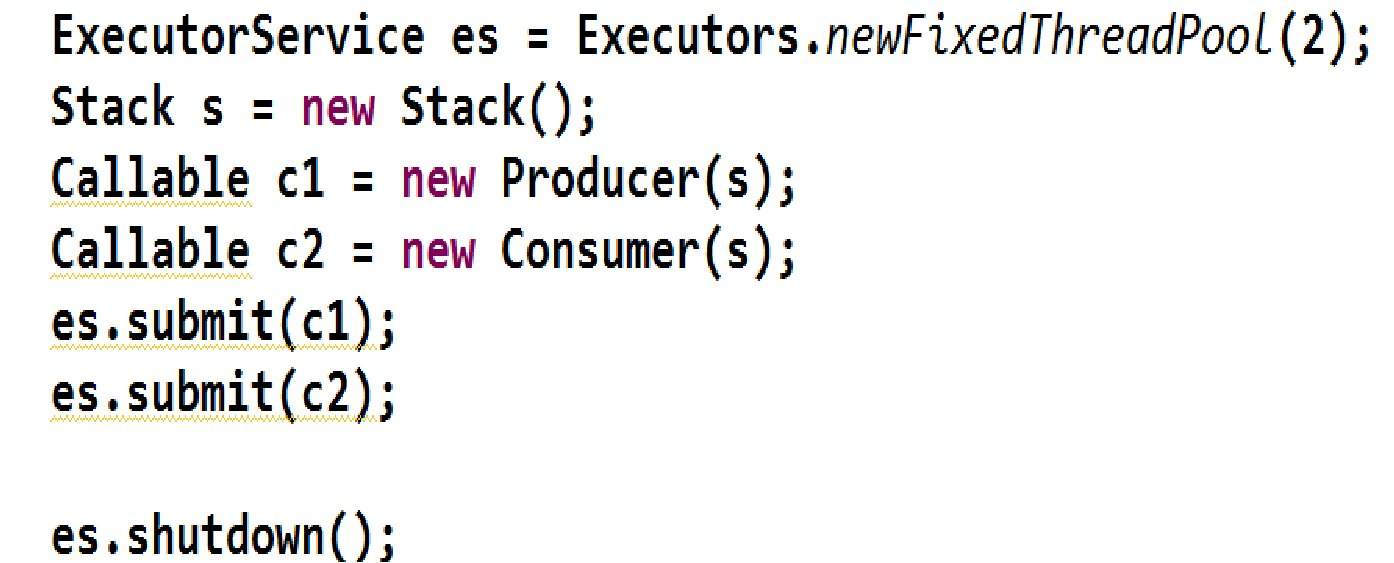 ExecutorService es = Executors.newFixedThreadPool(2);
Stack s = new Stack();
Callable c1 = new Producer(s);
Callable c2 = new Consumer(s);
es.submit(c1);
es.submit(c2);
es.shutdown();